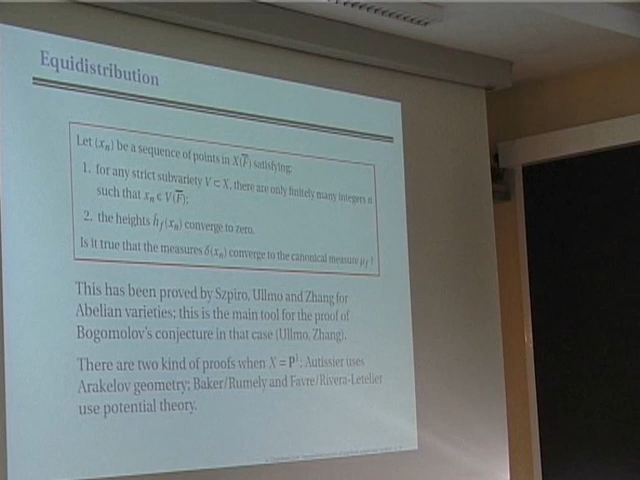 Equidistribution
Let (xₙ) be a sequence of points in X(F̅) satisfying:
1. for any strict subvariety V ⊂ X, there are only finitely many integers n
such that xₙ ∈ V(F̅);
2. the heights ĥ_f(xₙ) converge to zero.
Is it true that the measures δ(xₙ) converge to the canonical measure μ_f ?
This has been proved by Szpiro, Ullmo and Zhang for
Abelian varieties; this is the main tool for the proof of
Bogomolov's conjecture in that case (Ullmo, Zhang).
There are two kind of proofs when X = P¹: Autissier uses
Arakelov geometry; Baker/Rumely and Favre/Rivera-Letelier
use potential theory.